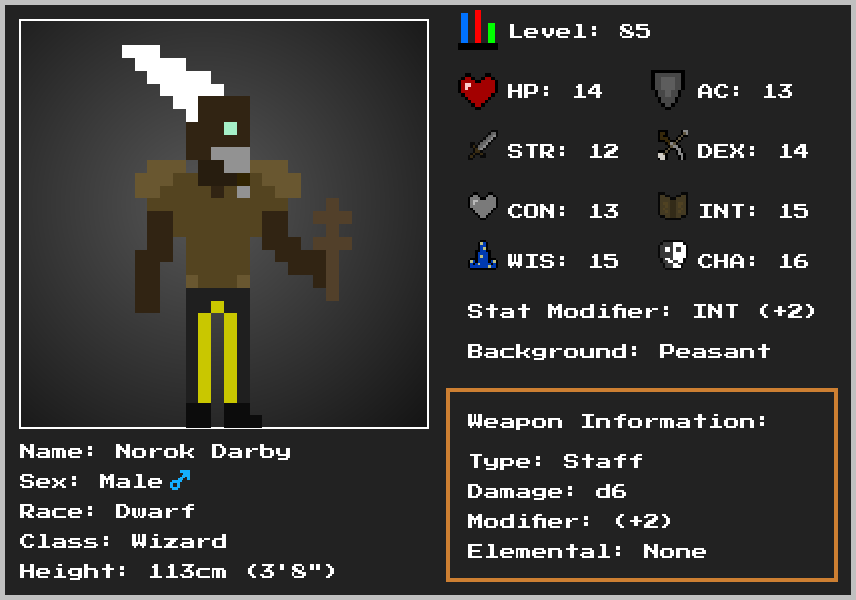 Level: 85
HP: 14 AC: 13
STR: 12 DEX: 14
CON: 13 INT: 15
WIS: 15 CHA: 16
Stat Modifier: INT (+2)
Background: Peasant
Weapon Information:
Type: Staff
Damage: d6
Modifier: (+2)
Elemental: None
Name: Norok Darby
Sex: Male♂
Race: Dwarf
Class: Wizard
Height: 113cm (3'8")